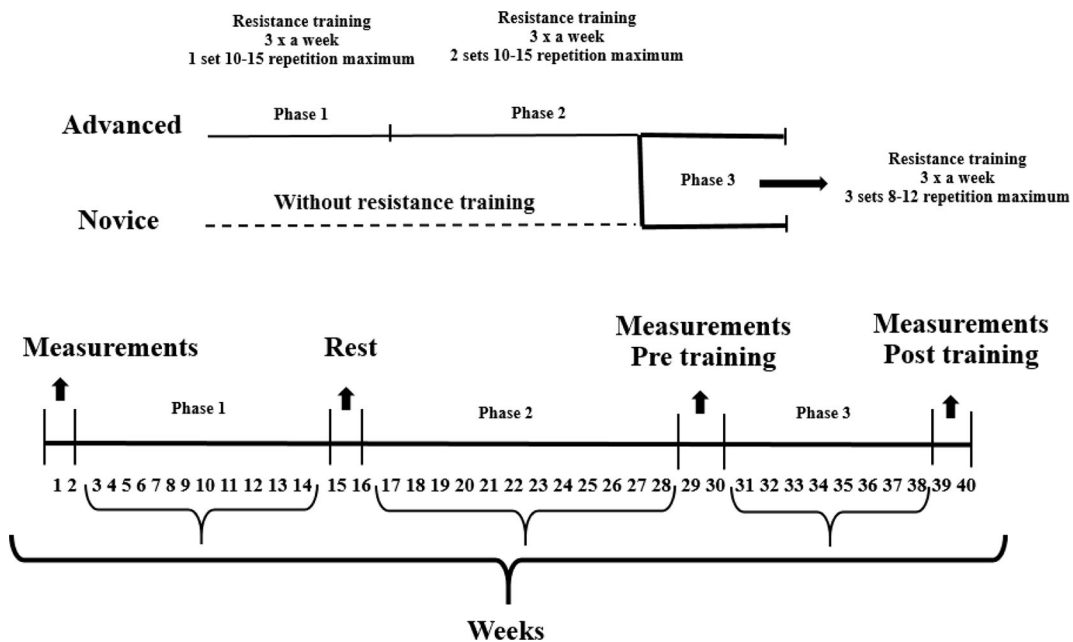 Resistance training
3 x a week
1 set 10-15 repetition maximum
Resistance training
3 x a week
2 sets 10-15 repetition maximum
Advanced
Phase 1
Phase 2
Phase 3
Resistance training
3 x a week
3 sets 8-12 repetition maximum
Novice
Without resistance training
Measurements
Rest
Measurements
Pre training
Measurements
Post training
Phase 1
Phase 2
Phase 3
1 2 3 4 5 6 7 8 9 10 11 12 13 14 15 16 17 18 19 20 21 22 23 24 25 26 27 28 29 30 31 32 33 34 35 36 37 38 39 40
Weeks